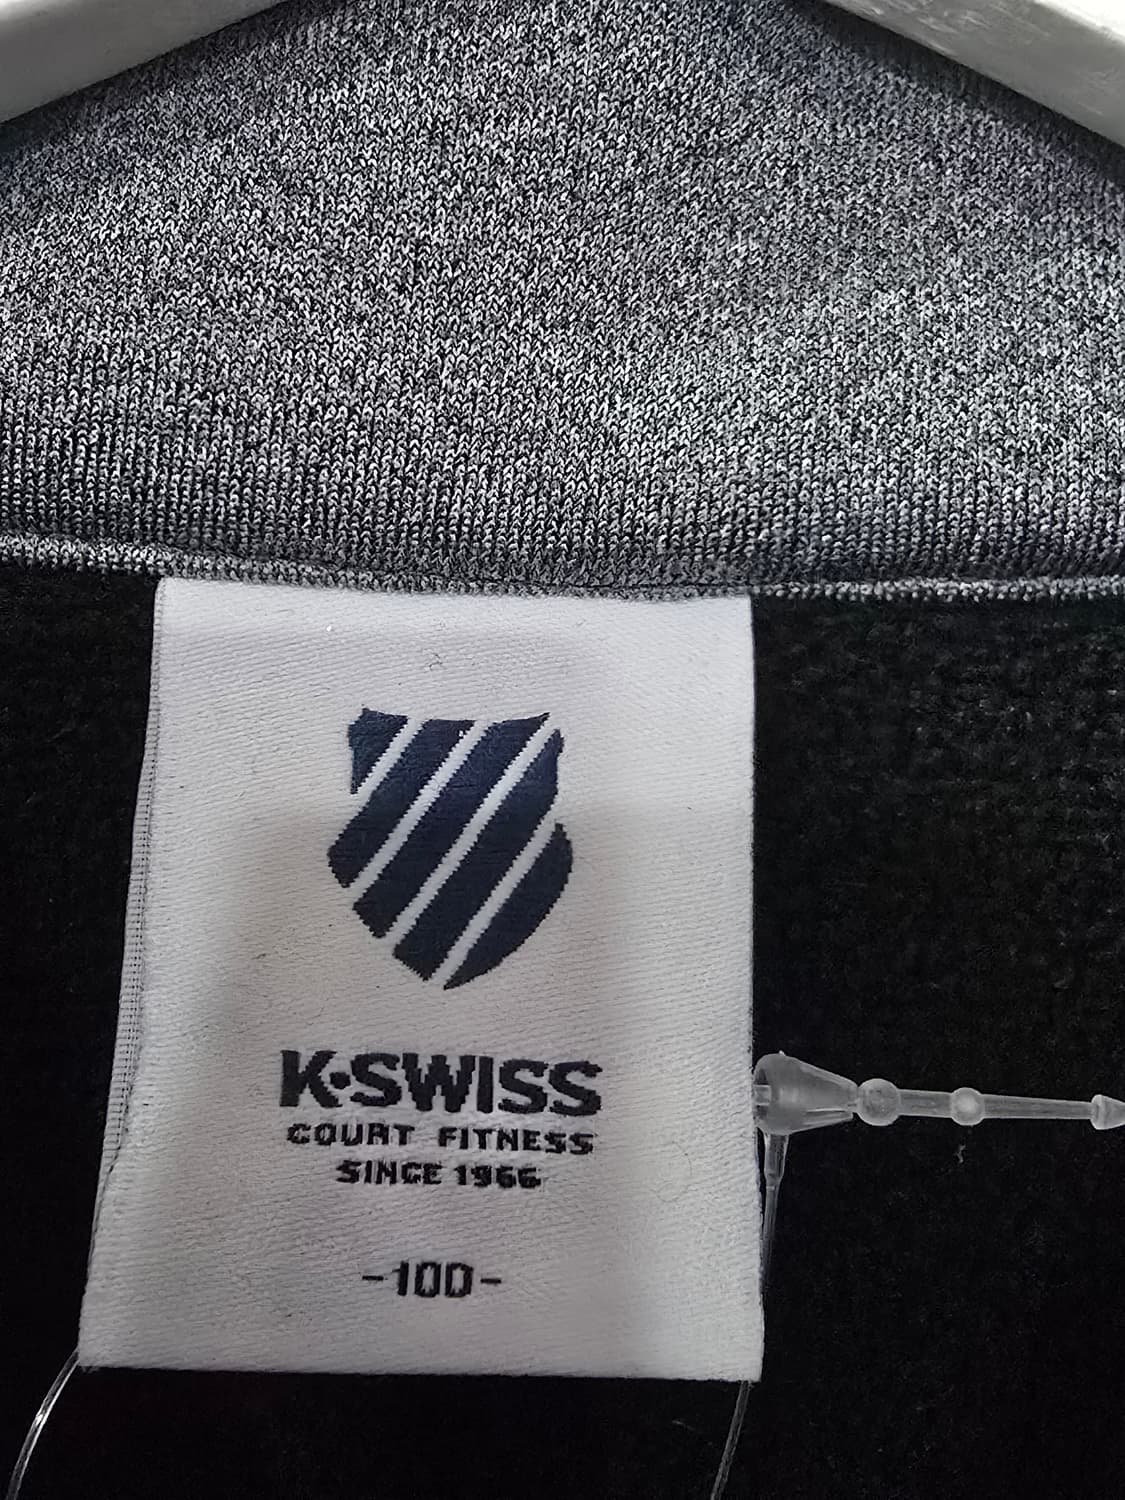 K·SWISS
COURT FITNESS
SINCE 1966
-100-